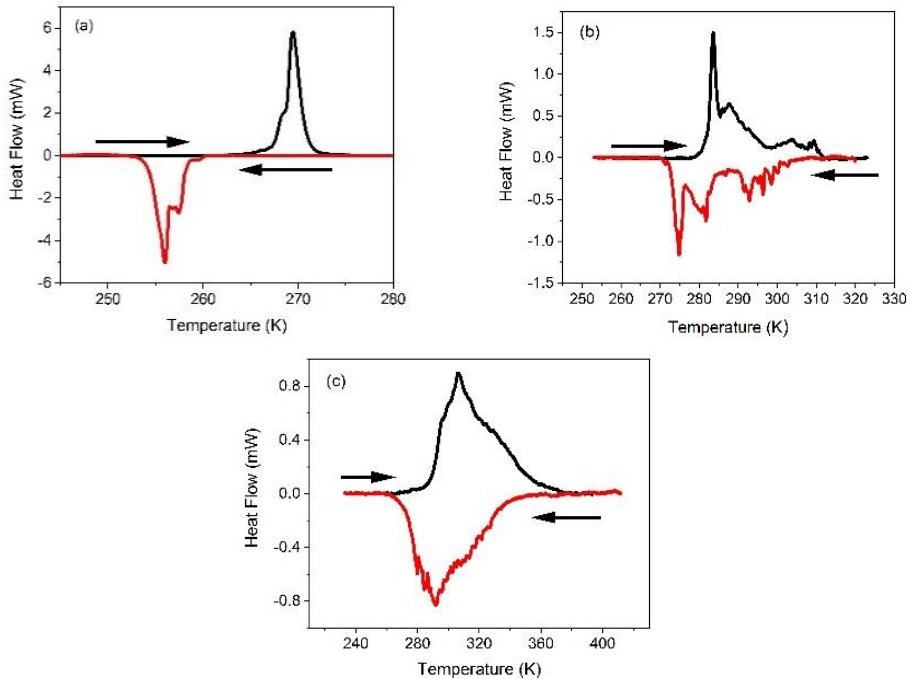 (a)
Heat Flow (mW)
6
4
2
0
-2
-4
-6
250 260 270 280
Temperature (K)
(b)
Heat Flow (mW)
1.5
1.0
0.5
0.0
-0.5
-1.0
-1.5
250 260 270 280 290 300 310 320 330
Temperature (K)
(c)
Heat Flow (mW)
0.8
0.4
0.0
-0.4
-0.8
240 280 320 360 400
Temperature (K)